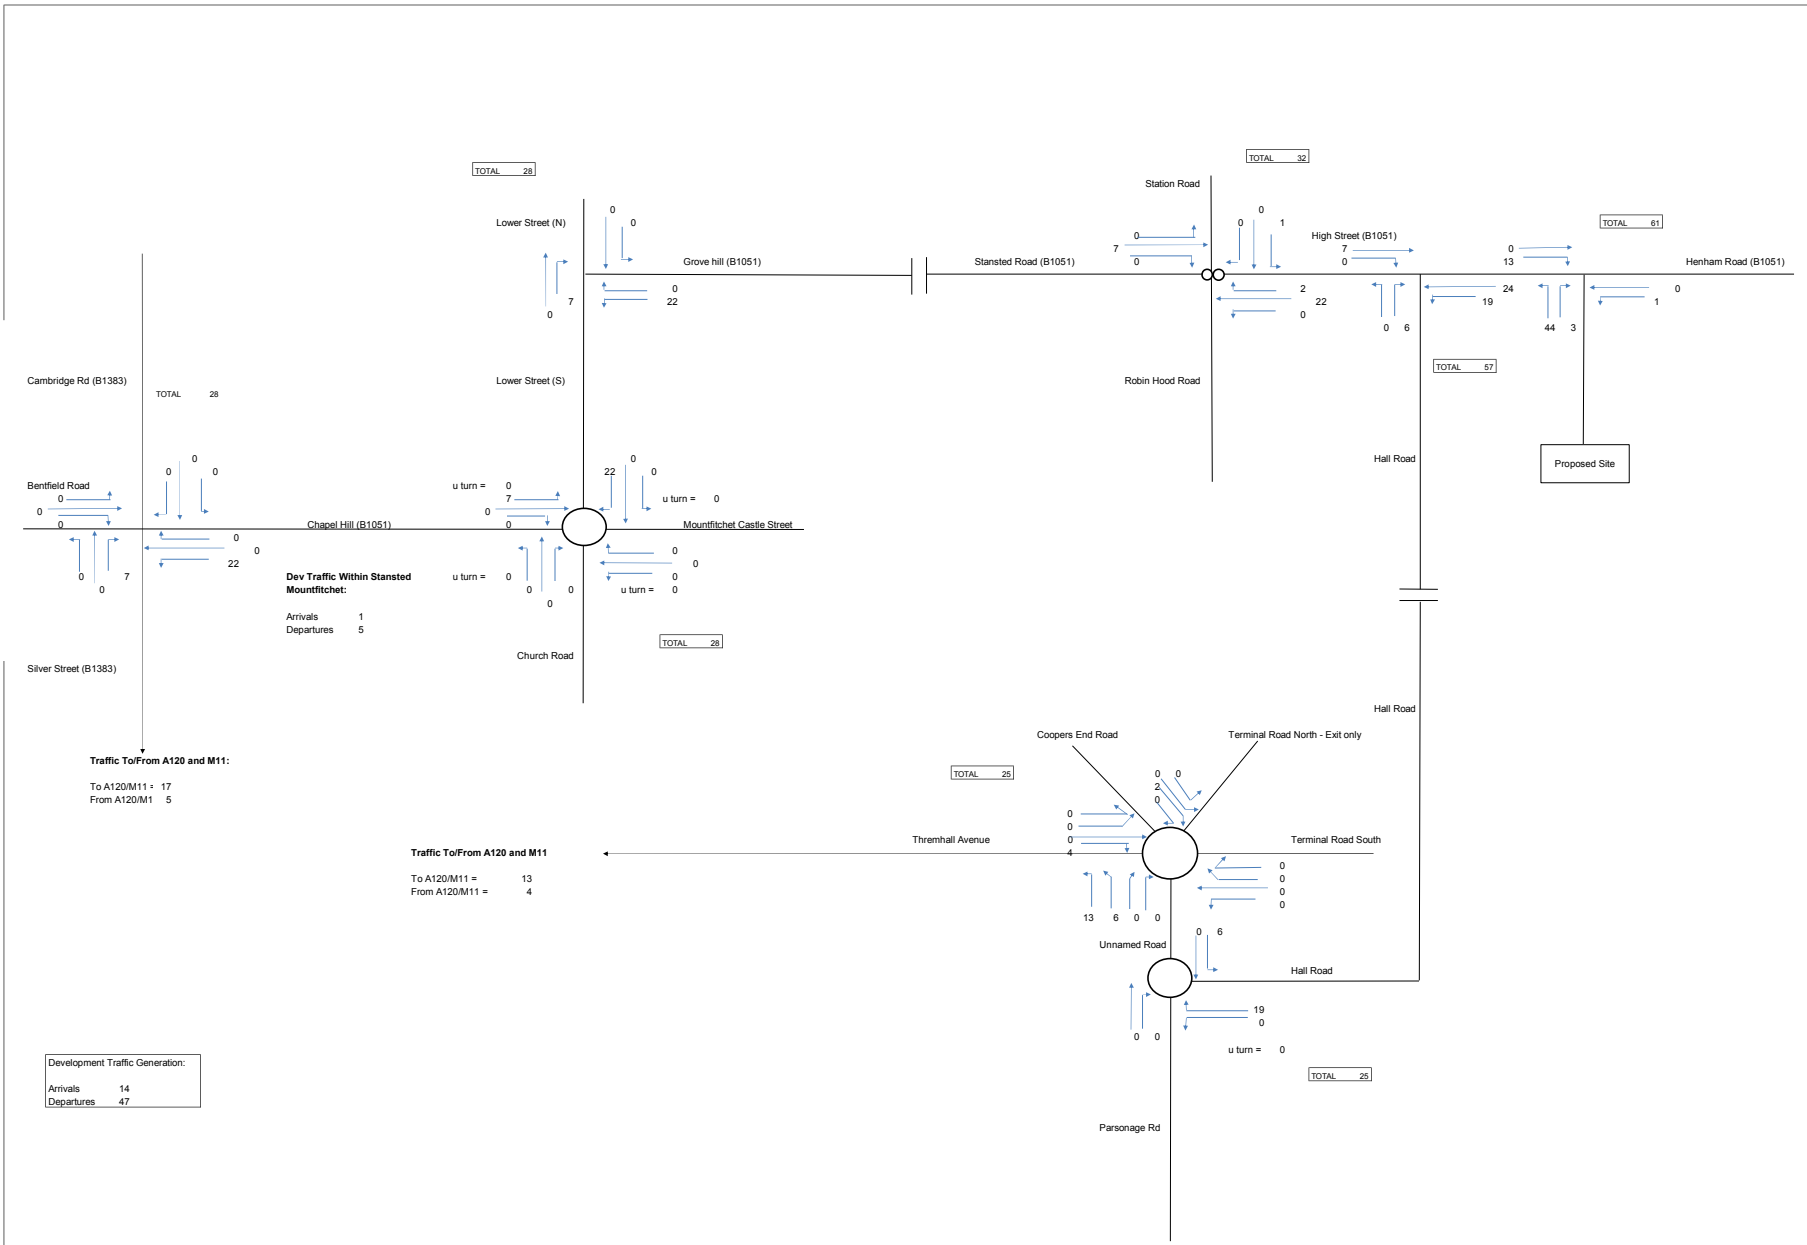 TOTAL 32
TOTAL 28
Station Road
Lower Street (N)
0
0
0
0
1
TOTAL 61
Grove hill (B1051)
Stansted Road (B1051)
0
7
0
High Street (B1051)
7
0
0
13
Henham Road (B1051)
7
0
0
22
2
22
0
0 6
24
19
44 3
0
1
Cambridge Rd (B1383)
TOTAL 28
Lower Street (S)
Robin Hood Road
TOTAL 57
Hall Road
Proposed Site
Bentfield Road
0
0
0
0
0
0
Chapel Hill (B1051)
0
7
0
0
0
22
u turn = 0
7
0
0
22
0
0
u turn = 0
Mountfitchet Castle Street
0
0
0
u turn = 0
0
0
0
u turn = 0
Dev Traffic Within Stansted
Mountfitchet:
Arrivals 1
Departures 5
TOTAL 28
Church Road
Silver Street (B1383)
Hall Road
Traffic To/From A120 and M11:
To A120/M11 = 17
From A120/M1 5
Coopers End Road
Terminal Road North - Exit only
TOTAL 25
0
0
2
0
0
0
0
4
Thremhall Avenue
Terminal Road South
Traffic To/From A120 and M11
To A120/M11 = 13
From A120/M11 = 4
0
0
0
0
13 6 0 0
Unnamed Road
0 6
Hall Road
19
0
0 0
u turn = 0
TOTAL 25
Development Traffic Generation:
Arrivals 14
Departures 47
Parsonage Rd